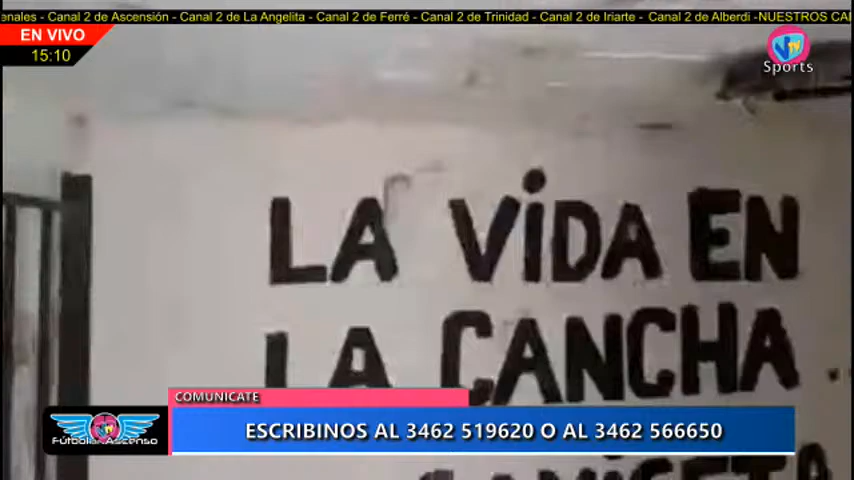 enales - Canal 2 de Ascensión - Canal 2 de La Angelita - Canal 2 de Ferré - Canal 2 de Trinidad - Canal 2 de Iriarte - Canal 2 de Alberdi -NUESTROS CA
EN VIVO
15:10
Sports
LA VIDA EN
LA CANCHA ..
COMUNICATE
FútboldeAscenso
ESCRIBINOS AL 3462 519620 O AL 3462 566650
CAMISETA